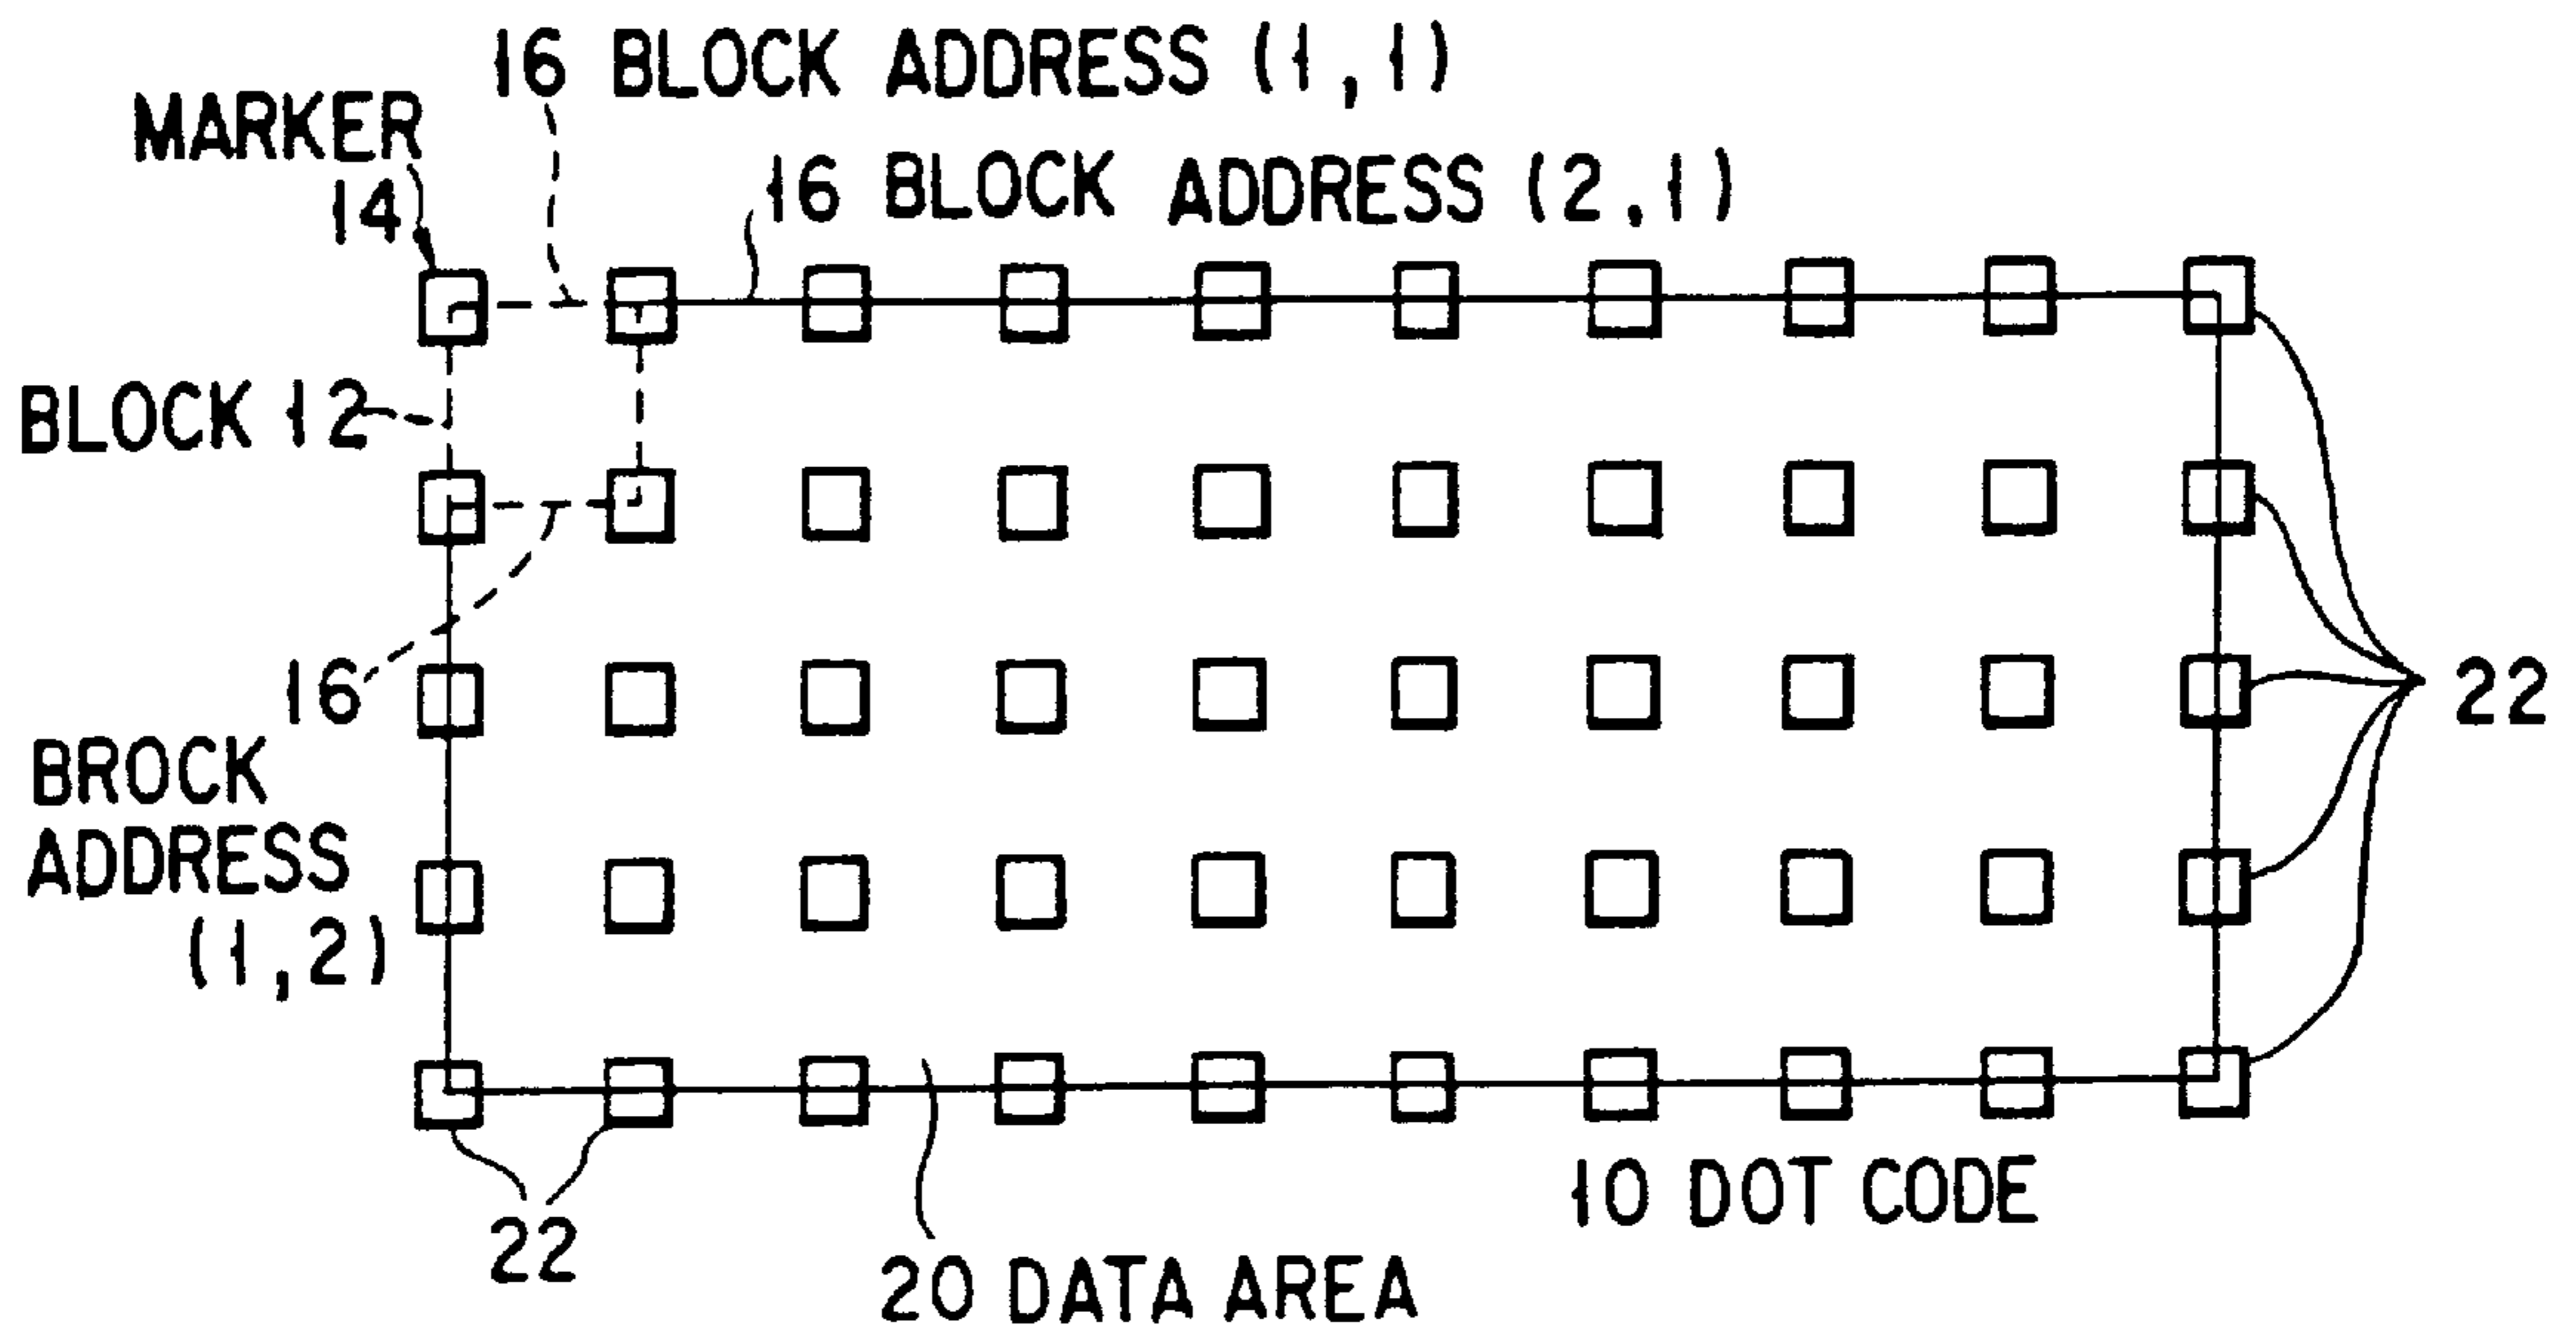 16 BLOCK ADDRESS (1,1)
MARKER
14
16 BLOCK ADDRESS (2,1)
BLOCK 12
16
BROCK
ADDRESS
(1,2)
22
22
10 DOT CODE
20 DATA AREA